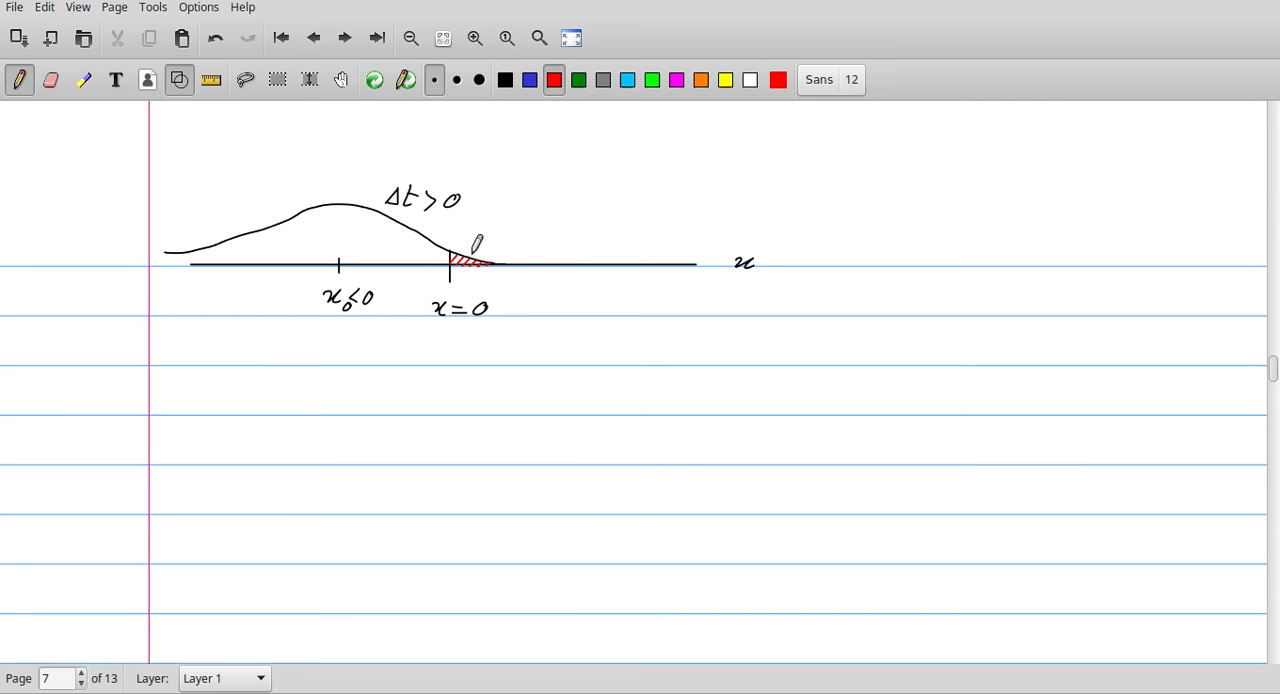 File Edit View Page Tools Options Help
Sans 12
Δt > 0
x
x₀ < 0
x = 0
Page 7 of 13 Layer: Layer 1